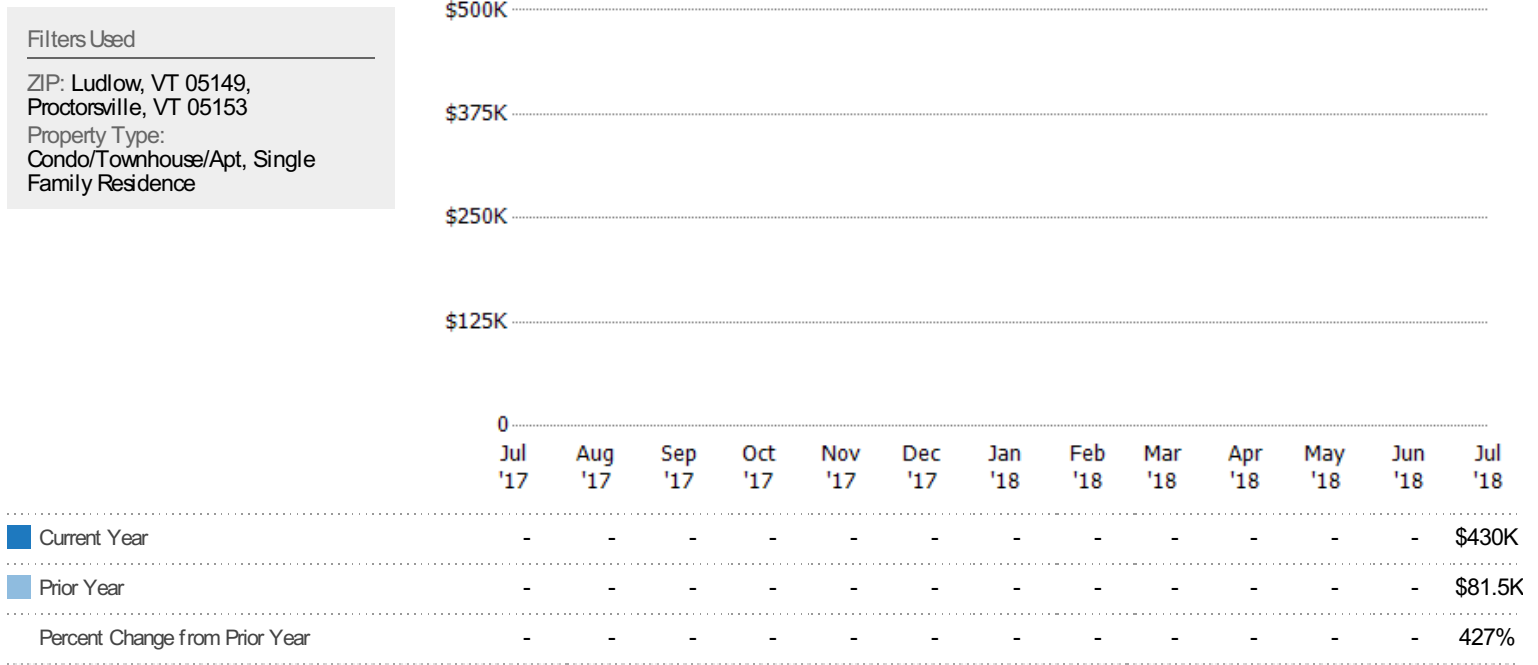 Filters Used
ZIP: Ludlow, VT 05149,
Proctorsville, VT 05153
Property Type:
Condo/Townhouse/Apt, Single
Family Residence
$500K
$375K
$250K
$125K
0
Jul Aug Sep Oct Nov Dec Jan Feb Mar Apr May Jun Jul
'17 '17 '17 '17 '17 '17 '18 '18 '18 '18 '18 '18 '18
Current Year - - - - - - - - - - - - $430K
Prior Year - - - - - - - - - - - - $81.5K
Percent Change from Prior Year - - - - - - - - - - - - 427%